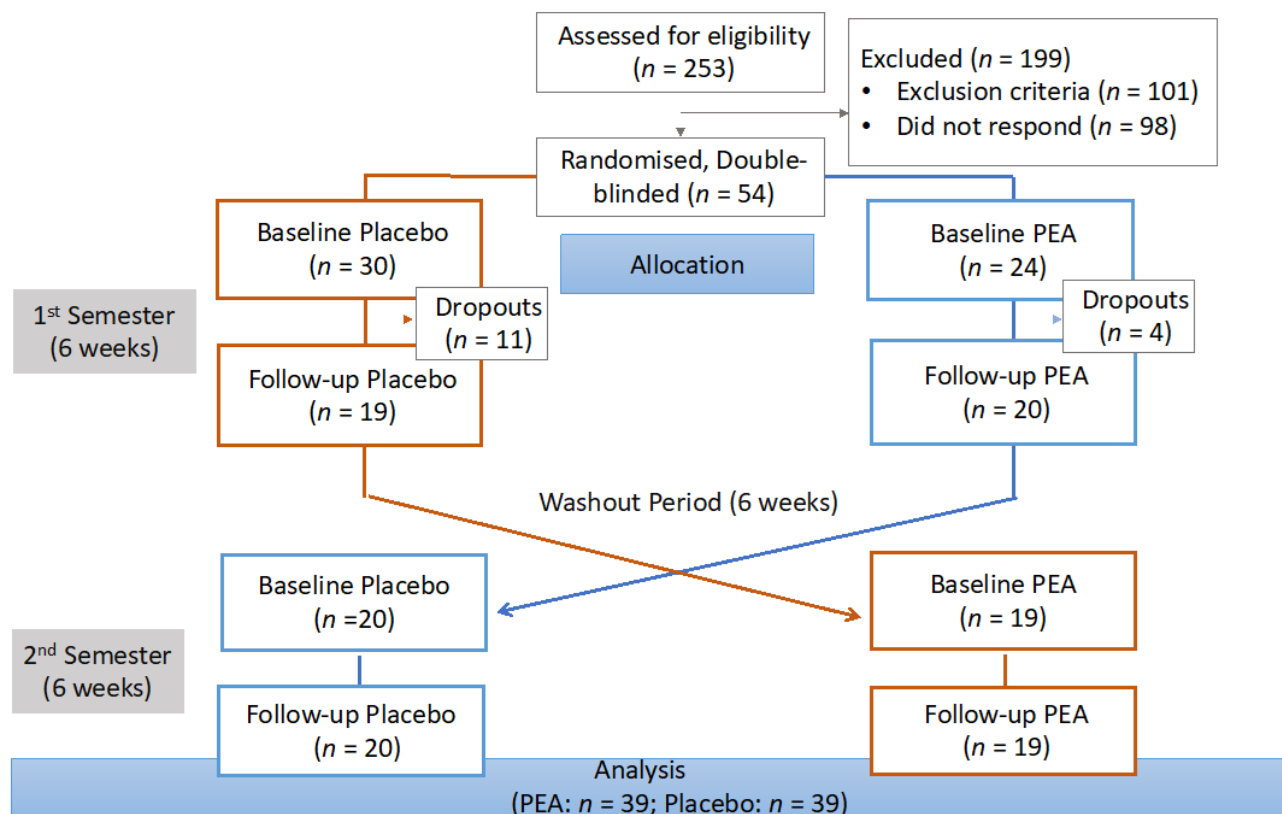 Assessed for eligibility
(n = 253)
Excluded (n = 199)
• Exclusion criteria (n = 101)
• Did not respond (n = 98)
Randomised, Double-
blinded (n = 54)
Baseline Placebo
(n = 30)
Allocation
Baseline PEA
(n = 24)
1st Semester
(6 weeks)
Dropouts
(n = 11)
Dropouts
(n = 4)
Follow-up Placebo
(n = 19)
Follow-up PEA
(n = 20)
Washout Period (6 weeks)
Baseline Placebo
(n =20)
Baseline PEA
(n = 19)
2nd Semester
(6 weeks)
Follow-up Placebo
(n = 20)
Follow-up PEA
(n = 19)
Analysis
(PEA: n = 39; Placebo: n = 39)